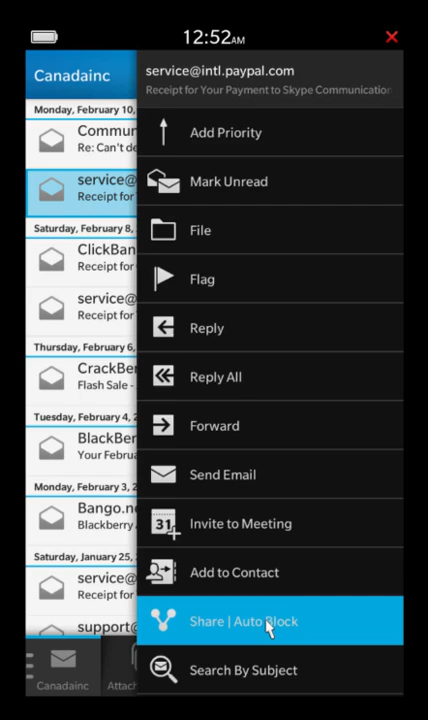 12:52AM
Canadainc
service@intl.paypal.com
Receipt for Your Payment to Skype Communication
Monday, February 10,
Commun
Re: Can't de
service@
Receipt for
Saturday, February 8,
ClickBan
Receipt for
service@
Receipt for
Thursday, February 6,
CrackBer
Flash Sale -
Tuesday, February 4, 2
BlackBer
Your Februa
Monday, February 3, 2
Bango.ne
Blackberry
Saturday, January 25,
service@
Receipt for
support@
Canadainc
Attach
Add Priority
Mark Unread
File
Flag
Reply
Reply All
Forward
Send Email
31
Invite to Meeting
Add to Contact
Share | Auto Block
Search By Subject